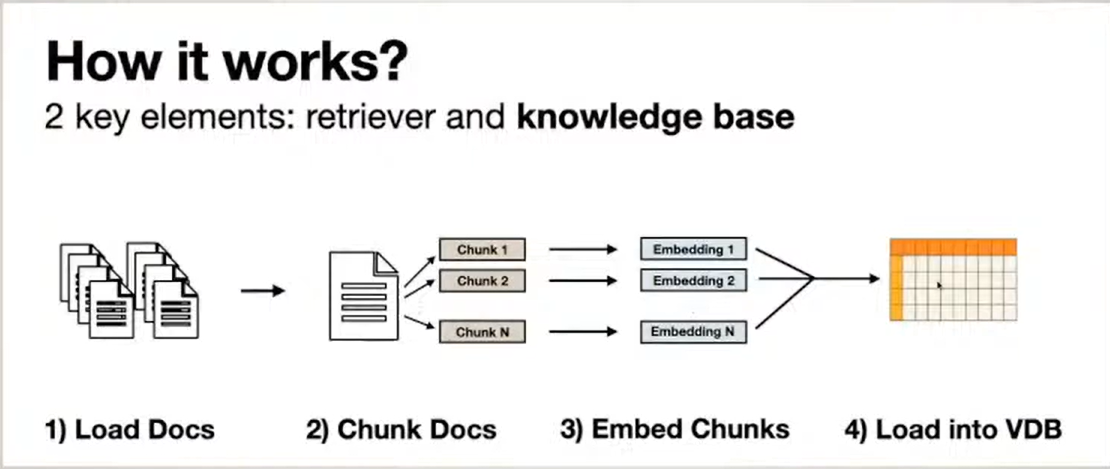 How it works?
2 key elements: retriever and knowledge base
Chunk 1
Embedding 1
Chunk 2
Embedding 2
Chunk N
Embedding N
1) Load Docs
2) Chunk Docs
3) Embed Chunks
4) Load into VDB